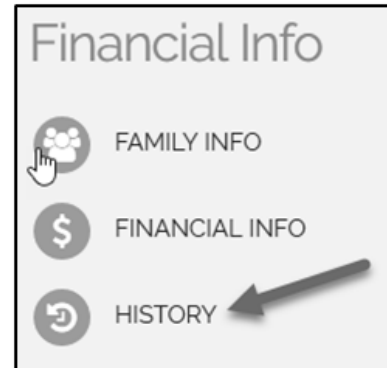 Financial Info
FAMILY INFO
$ FINANCIAL INFO
HISTORY